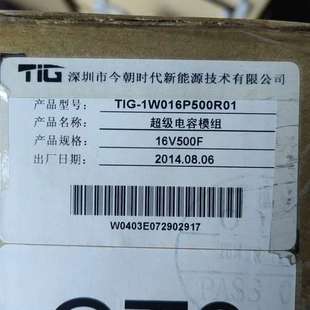 TIG 深圳市今朝时代新能源技术有限公司
产品型号: TIG-1W016P500R01
产品名称: 超级电容模组
产品规格: 16V500F
出厂日期: 2014.08.06
W0403E072902917
PASS